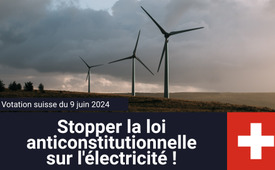 Votation suisse du 9 juin 2024
Stopper la loi
anticonstitutionnelle
sur l'électricité !